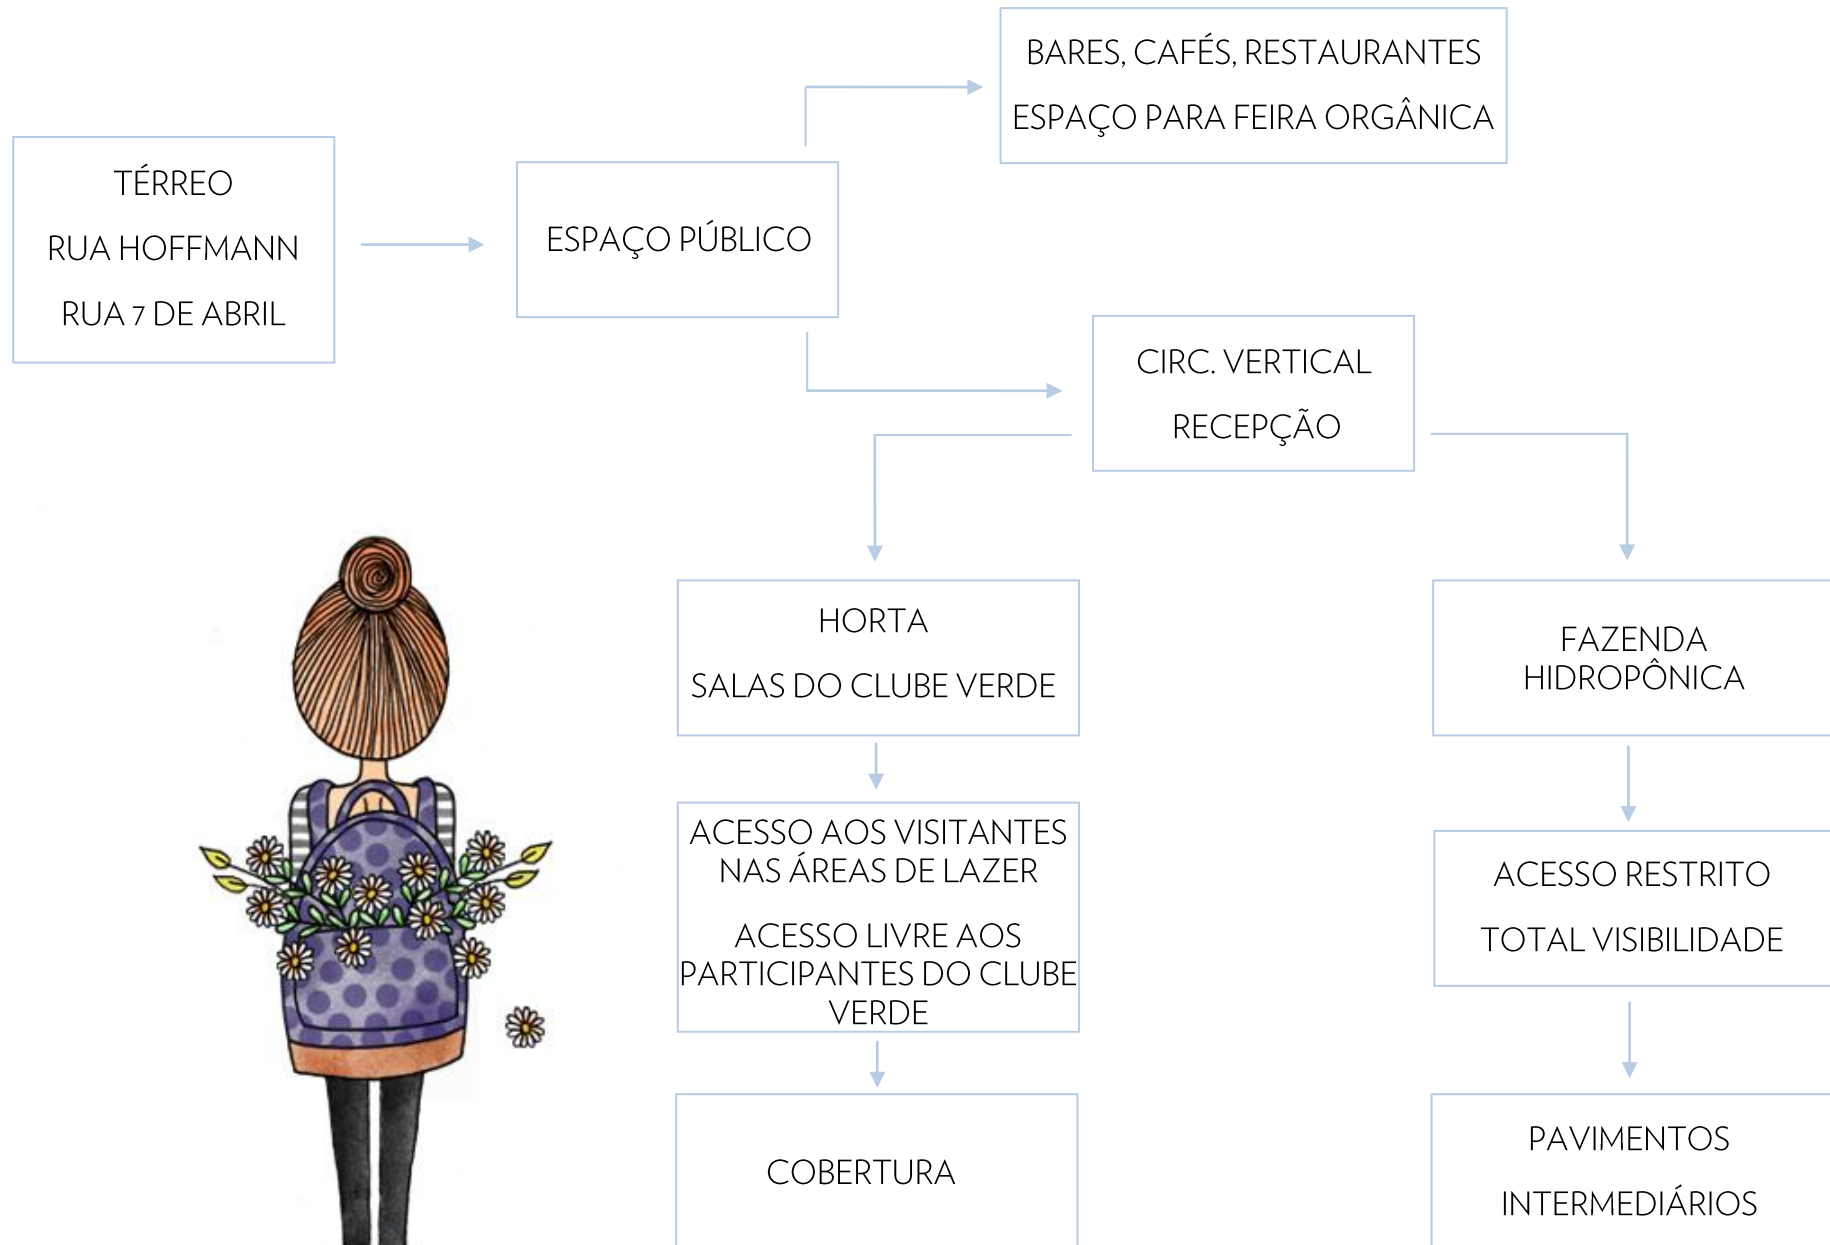 BARES, CAFÉS, RESTAURANTES
ESPAÇO PARA FEIRA ORGÂNICA
TÉRREO
RUA HOFFMANN
RUA 7 DE ABRIL
ESPAÇO PÚBLICO
CIRC. VERTICAL
RECEPÇÃO
HORTA
SALAS DO CLUBE VERDE
FAZENDA
HIDROPÔNICA
ACESSO AOS VISITANTES
NAS ÁREAS DE LAZER
ACESSO LIVRE AOS
PARTICIPANTES DO CLUBE
VERDE
ACESSO RESTRITO
TOTAL VISIBILIDADE
COBERTURA
PAVIMENTOS
INTERMEDIÁRIOS